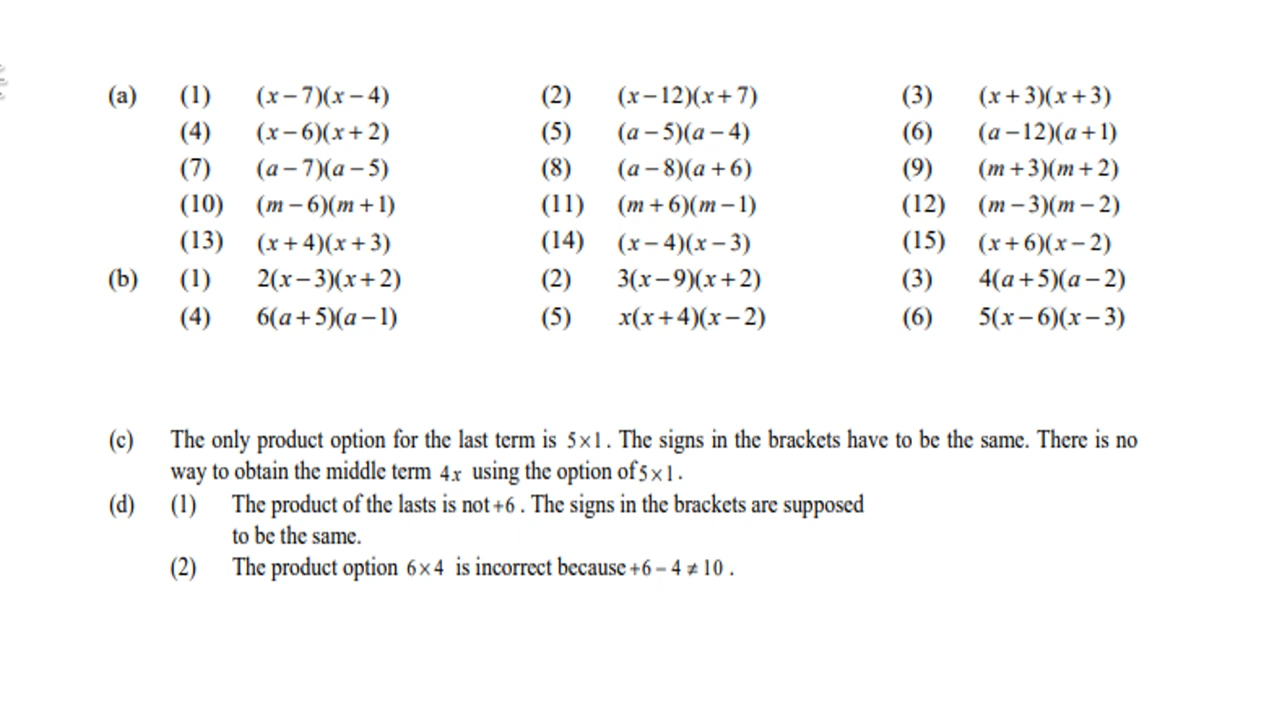 (a) (1) (x−7)(x−4) (2) (x−12)(x+7) (3) (x+3)(x+3)
(4) (x−6)(x+2) (5) (a−5)(a−4) (6) (a−12)(a+1)
(7) (a−7)(a−5) (8) (a−8)(a+6) (9) (m+3)(m+2)
(10) (m−6)(m+1) (11) (m+6)(m−1) (12) (m−3)(m−2)
(13) (x+4)(x+3) (14) (x−4)(x−3) (15) (x+6)(x−2)
(b) (1) 2(x−3)(x+2) (2) 3(x−9)(x+2) (3) 4(a+5)(a−2)
(4) 6(a+5)(a−1) (5) x(x+4)(x−2) (6) 5(x−6)(x−3)
(c) The only product option for the last term is 5×1. The signs in the brackets have to be the same. There is no
way to obtain the middle term 4x using the option of 5×1.
(d) (1) The product of the lasts is not +6. The signs in the brackets are supposed
to be the same.
(2) The product option 6×4 is incorrect because +6−4≠10.